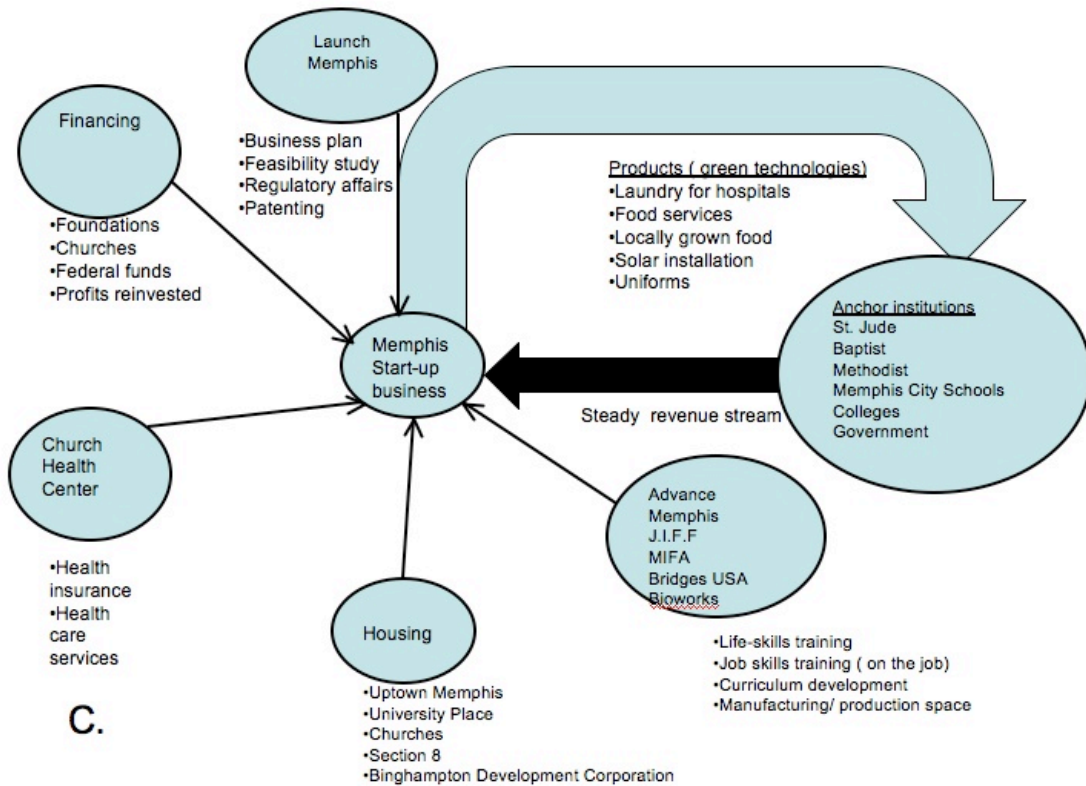 Launch
Memphis
Financing
•Business plan
•Feasibility study
•Regulatory affairs
•Patenting
•Foundations
•Churches
•Federal funds
•Profits reinvested
Products ( green technologies)
•Laundry for hospitals
•Food services
•Locally grown food
•Solar installation
•Uniforms
Anchor institutions
St. Jude
Baptist
Methodist
Memphis City Schools
Colleges
Government
Memphis
Start-up
business
Steady revenue stream
Church
Health
Center
•Health
insurance
•Health
care
services
Housing
•Uptown Memphis
•University Place
•Churches
•Section 8
•Binghampton Development Corporation
Advance
Memphis
J.I.F.F
MIFA
Bridges USA
Bioworks
•Life-skills training
•Job skills training ( on the job)
•Curriculum development
•Manufacturing/ production space
C.